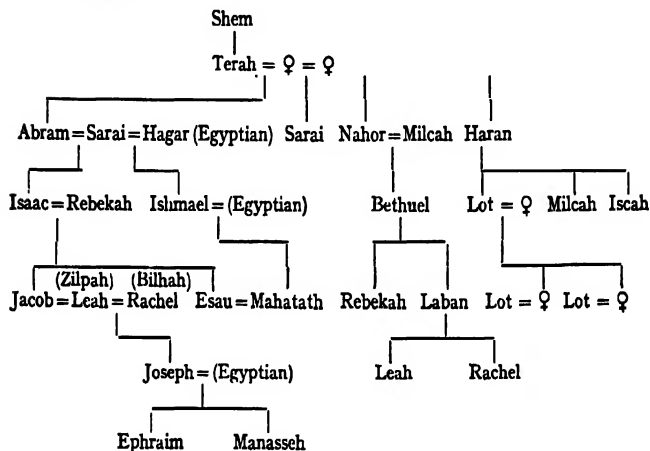 Shem
Terah = ♀ = ♀
Abram = Sarai = Hagar (Egyptian) Sarai Nahor = Milcah Haran
Isaac = Rebekah Ishmael = (Egyptian) Bethuel Lot = ♀ Milcah Iscah
(Zilpah) (Bilhah)
Jacob = Leah = Rachel Esau = Mahatath Rebekah Laban Lot = ♀ Lot = ♀
Joseph = (Egyptian) Leah Rachel
Ephraim Manasseh